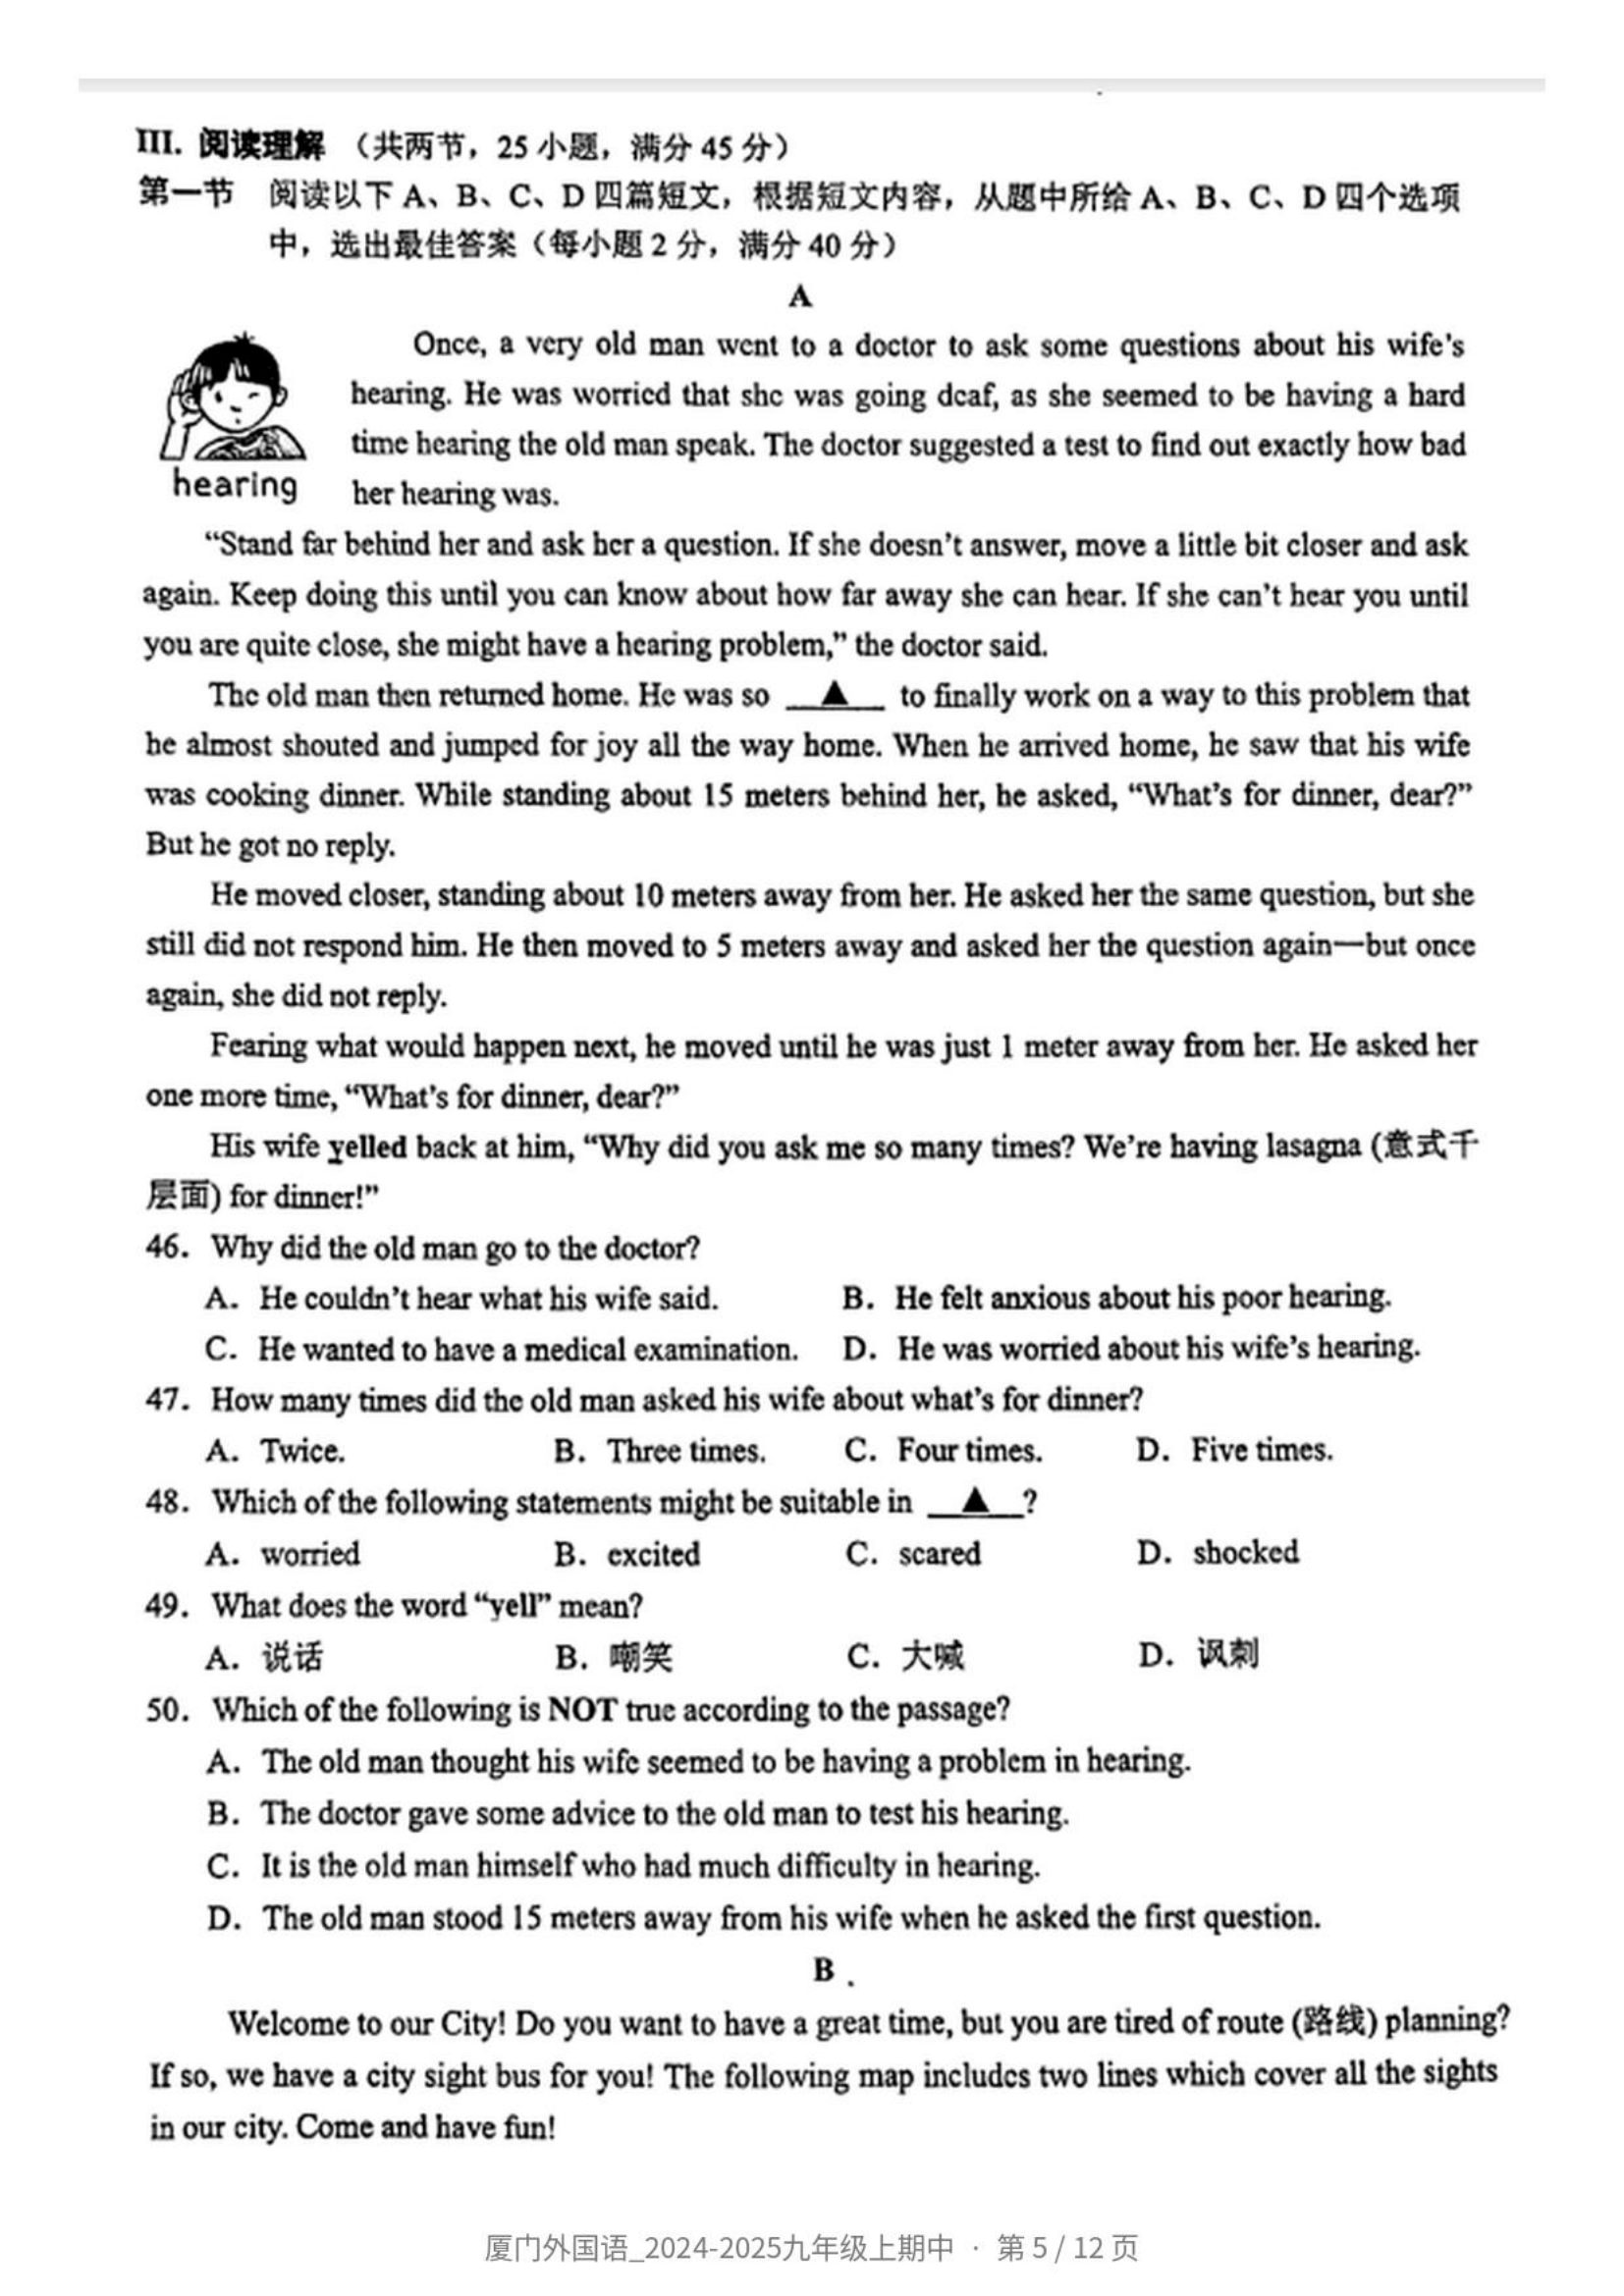 III. 阅读理解 （共两节，25 小题，满分 45 分）
第一节 阅读以下 A、B、C、D 四篇短文，根据短文内容，从题中所给 A、B、C、D 四个选项
中，选出最佳答案（每小题 2 分，满分 40 分）
A
Once, a very old man went to a doctor to ask some questions about his wife's
hearing. He was worried that she was going deaf, as she seemed to be having a hard
time hearing the old man speak. The doctor suggested a test to find out exactly how bad
hearing
her hearing was.
“Stand far behind her and ask her a question. If she doesn't answer, move a little bit closer and ask
again. Keep doing this until you can know about how far away she can hear. If she can't hear you until
you are quite close, she might have a hearing problem,” the doctor said.
The old man then returned home. He was so ▲ to finally work on a way to this problem that
he almost shouted and jumped for joy all the way home. When he arrived home, he saw that his wife
was cooking dinner. While standing about 15 meters behind her, he asked, “What's for dinner, dear?”
But he got no reply.
He moved closer, standing about 10 meters away from her. He asked her the same question, but she
still did not respond him. He then moved to 5 meters away and asked her the question again—but once
again, she did not reply.
Fearing what would happen next, he moved until he was just 1 meter away from her. He asked her
one more time, “What's for dinner, dear?”
His wife yelled back at him, “Why did you ask me so many times? We're having lasagna (意式千
层面) for dinner!”
46. Why did the old man go to the doctor?
A. He couldn't hear what his wife said. B. He felt anxious about his poor hearing.
C. He wanted to have a medical examination. D. He was worried about his wife's hearing.
47. How many times did the old man asked his wife about what's for dinner?
A. Twice. B. Three times. C. Four times. D. Five times.
48. Which of the following statements might be suitable in ▲ ?
A. worried B. excited C. scared D. shocked
49. What does the word “yell” mean?
A. 说话 B. 嘲笑 C. 大喊 D. 讽刺
50. Which of the following is NOT true according to the passage?
A. The old man thought his wife seemed to be having a problem in hearing.
B. The doctor gave some advice to the old man to test his hearing.
C. It is the old man himself who had much difficulty in hearing.
D. The old man stood 15 meters away from his wife when he asked the first question.
B
Welcome to our City! Do you want to have a great time, but you are tired of route (路线) planning?
If so, we have a city sight bus for you! The following map includes two lines which cover all the sights
in our city. Come and have fun!
厦门外国语_2024-2025九年级上期中 · 第 5 / 12 页